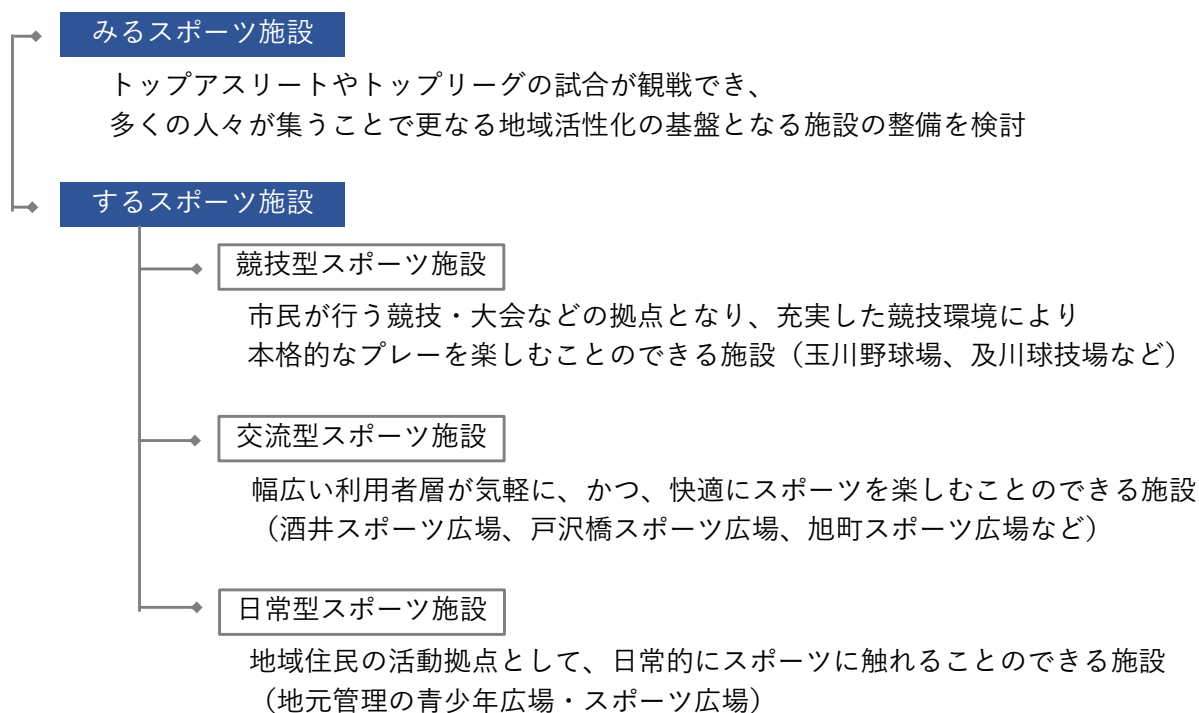 みるスポーツ施設
トップアスリートやトップリーグの試合が観戦でき、
多くの人々が集うことで更なる地域活性化の基盤となる施設の整備を検討
するスポーツ施設
競技型スポーツ施設
市民が行う競技・大会などの拠点となり、充実した競技環境により
本格的なプレーを楽しむことのできる施設（玉川野球場、及川球技場など）
交流型スポーツ施設
幅広い利用者層が気軽に、かつ、快適にスポーツを楽しむことのできる施設
（酒井スポーツ広場、戸沢橋スポーツ広場、旭町スポーツ広場など）
日常型スポーツ施設
地域住民の活動拠点として、日常的にスポーツに触れることのできる施設
（地元管理の青少年広場・スポーツ広場）